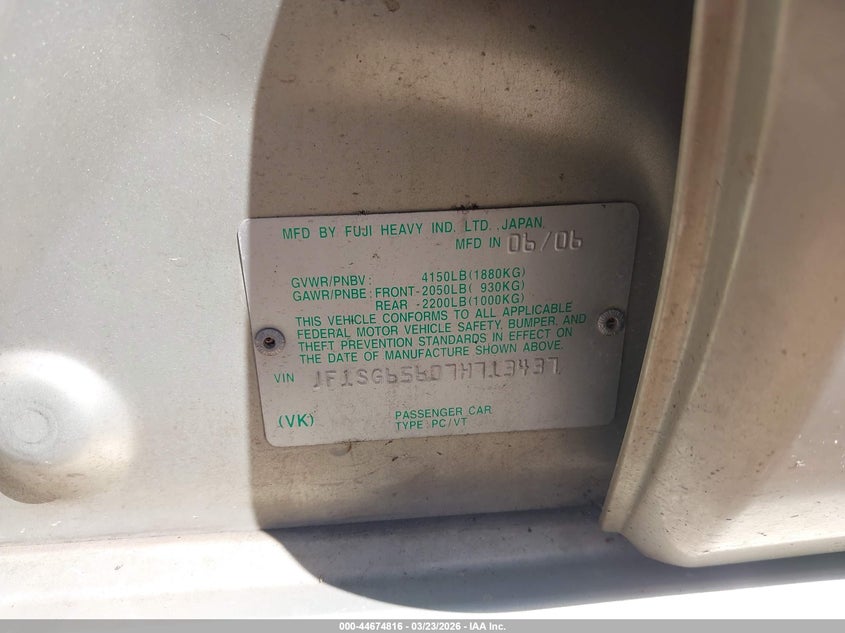 MFD BY FUJI HEAVY IND. LTD. JAPAN
MFD IN 06/06
GVWR/PNBV: 4150LB(1880KG)
GAWR/PNBE: FRONT-2050LB( 930KG)
REAR -2200LB(1000KG)
THIS VEHICLE CONFORMS TO ALL APPLICABLE
FEDERAL MOTOR VEHICLE SAFETY, BUMPER, AND
THEFT PREVENTION STANDARDS IN EFFECT ON
THE DATE OF MANUFACTURE SHOWN ABOVE.
VIN JF1SG65607H713437
(VK) PASSENGER CAR
TYPE:PC/VT
000-44674816 - 03/23/2026 - IAA Inc.